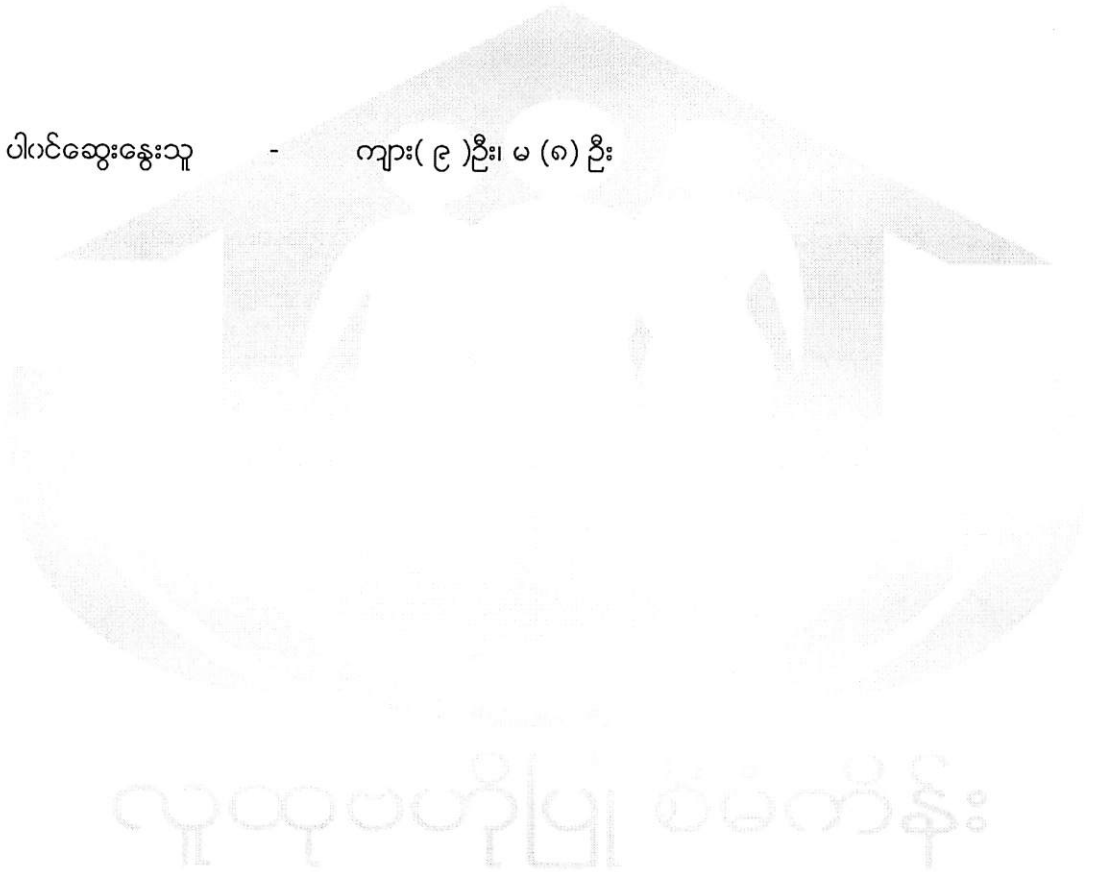 ပါဝင်ဆွေးနွေးသူ - ကျား( ၉ )ဦး၊ မ (၈) ဦး
လူထုဗဟိုပြု စီမံကိန်း